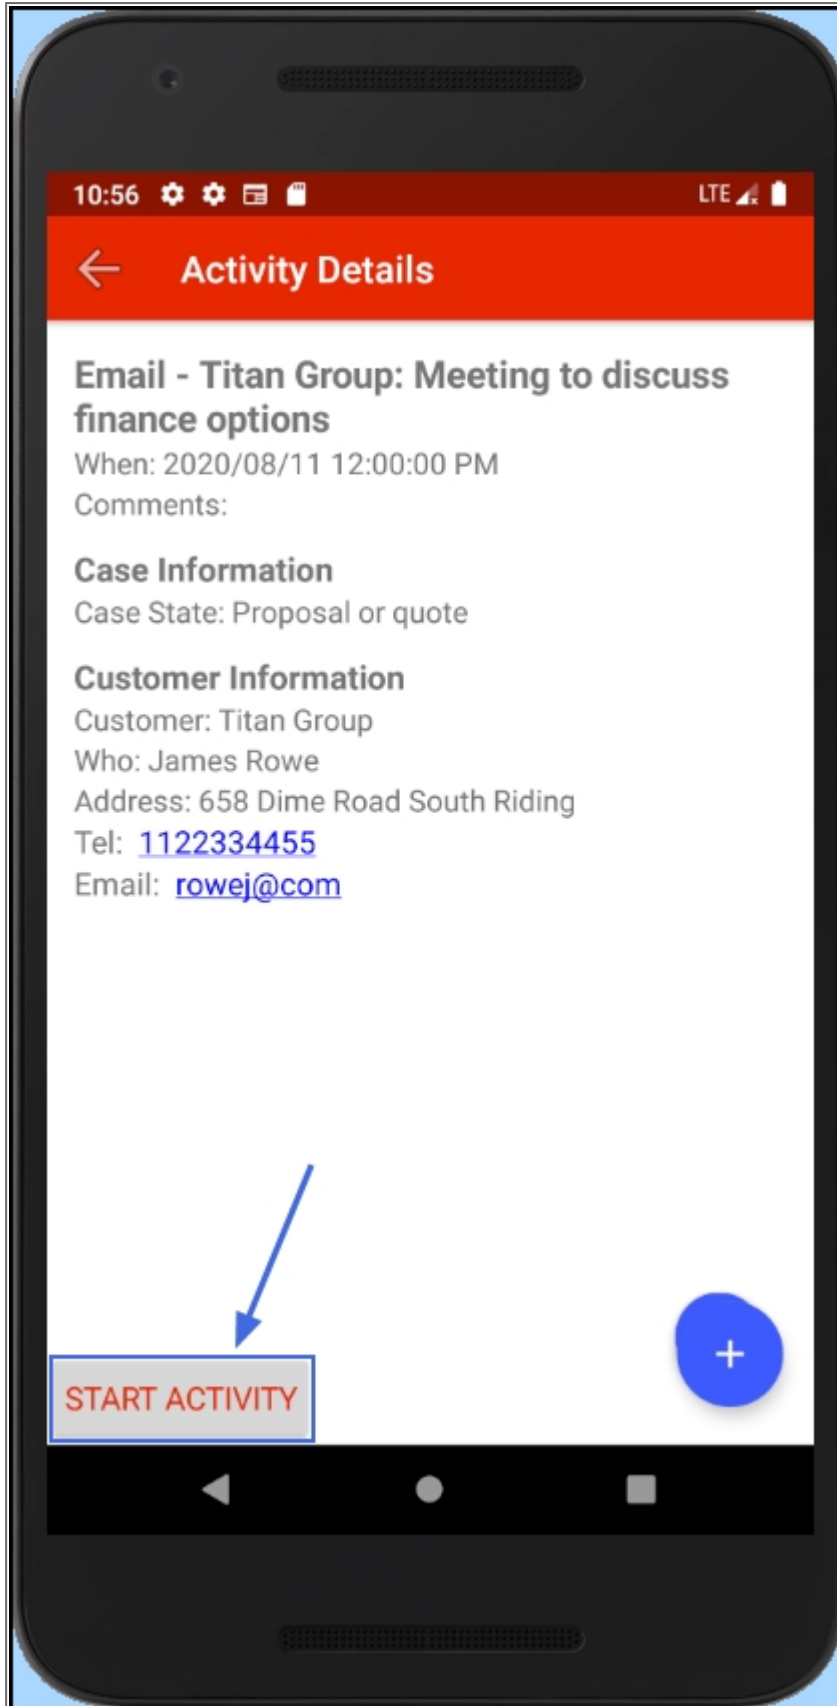 10:56 LTE
Activity Details
Email - Titan Group: Meeting to discuss
finance options
When: 2020/08/11 12:00:00 PM
Comments:
Case Information
Case State: Proposal or quote
Customer Information
Customer: Titan Group
Who: James Rowe
Address: 658 Dime Road South Riding
Tel: 1122334455
Email: rowej@com
+
START ACTIVITY